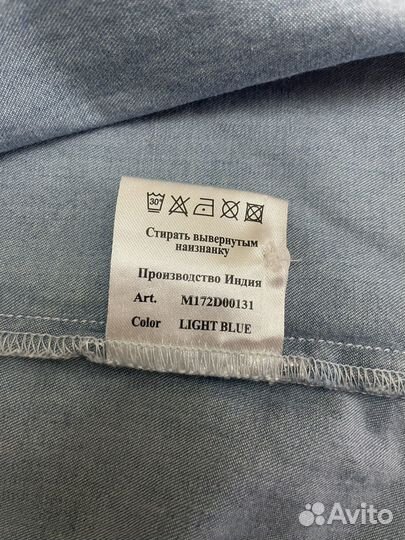 30°
Стирать вывернутым
наизнанку
Производство Индия
Art. M172D00131
Color LIGHT BLUE
Avito